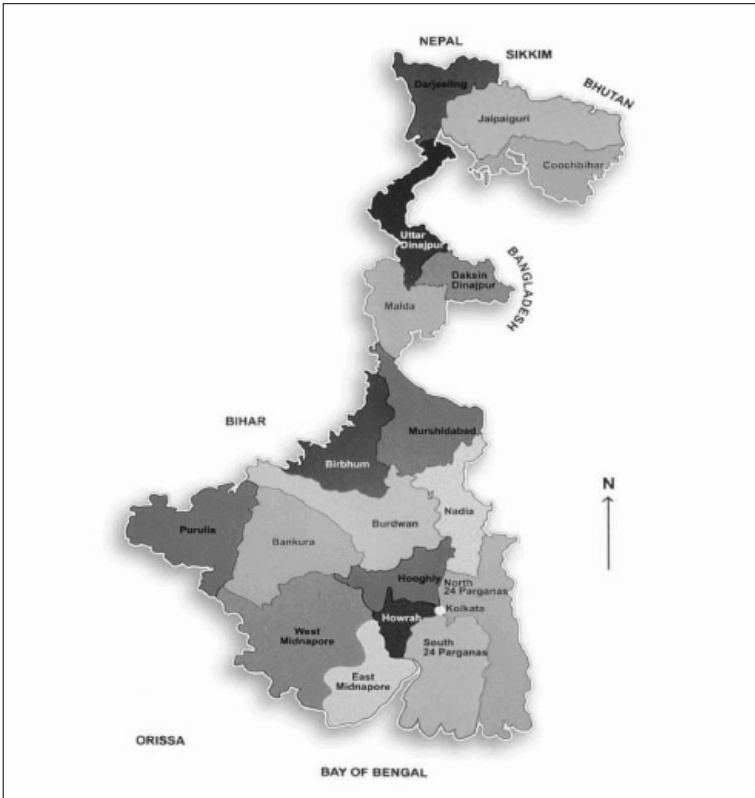 NEPAL
SIKKIM
BHUTAN
Darjeeling
Jalpaiguri
Coochbihar
Uttar
Dinajpur
BANGLADESH
Daksin
Dinajpur
Malda
BIHAR
Murshidabad
Birbhum
N
Nadia
Burdwan
Purulia
Bankura
Hooghly
North
24 Parganas
Kolkata
Howrah
West
Midnapore
South
24 Parganas
East
Midnapore
ORISSA
BAY OF BENGAL